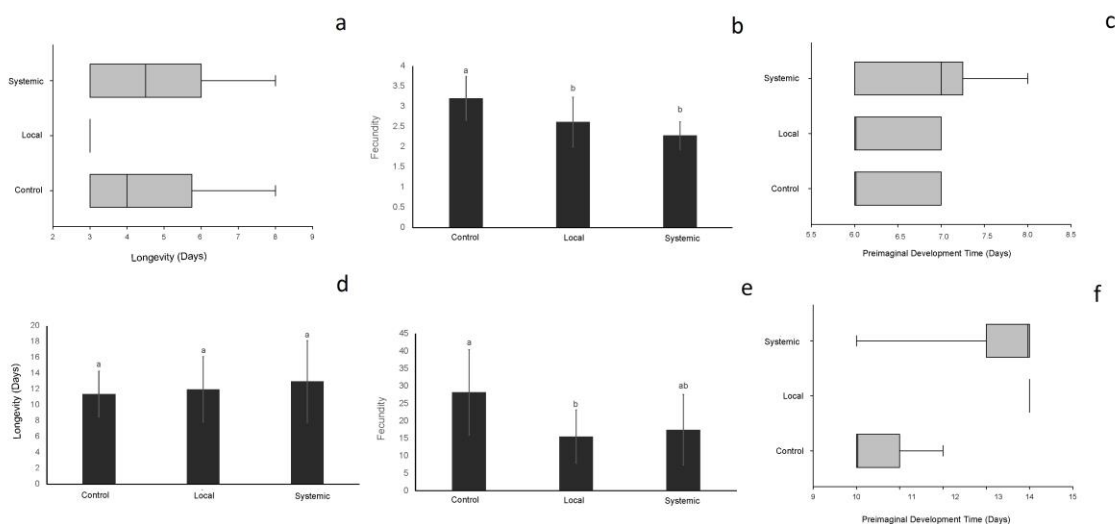 a
Systemic
Local
Control
2 3 4 5 6 7 8 9
Longevity (Days)
b
Fecundity
4
3.5
3
2.5
2
1.5
1
0.5
0
a
b
b
Control Local Systemic
c
Systemic
Local
Control
5.5 6.0 6.5 7.0 7.5 8.0 8.5
Preimaginal Development Time (Days)
d
Longevity (Days)
20
18
16
14
12
10
8
6
4
2
0
a a a
Control Local Systemic
e
Fecundity
45
40
35
30
25
20
15
10
5
0
a
b
ab
Control Local Systemic
f
Systemic
Local
Control
9 10 11 12 13 14 15
Preimaginal Development Time (Days)